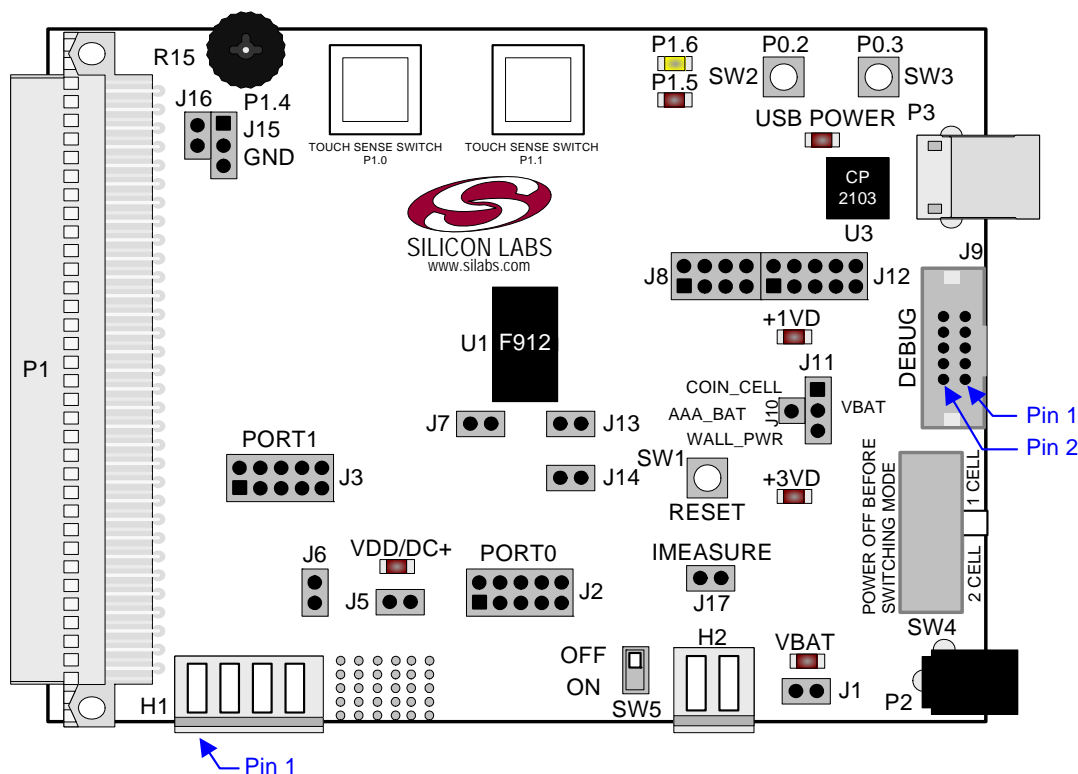 R15
P1.6
P0.2
P0.3
SW2
SW3
P1.5
J16
P1.4
J15
GND
USB POWER
P3
TOUCH SENSE SWITCH
P1.0
TOUCH SENSE SWITCH
P1.1
CP
2103
U3
SILICON LABS
www.silabs.com
J9
J8
J12
+1VD
U1
F912
DEBUG
P1
J11
COIN_CELL
J10
AAA_BAT
VBAT
WALL_PWR
Pin 1
Pin 2
J7
J13
PORT1
J3
J14
SW1
RESET
+3VD
POWER OFF BEFORE
SWITCHING MODE
1 CELL
2 CELL
J6
VDD/DC+
J5
PORT0
J2
IMEASURE
J17
SW4
OFF
ON
SW5
H2
VBAT
J1
P2
H1
Pin 1